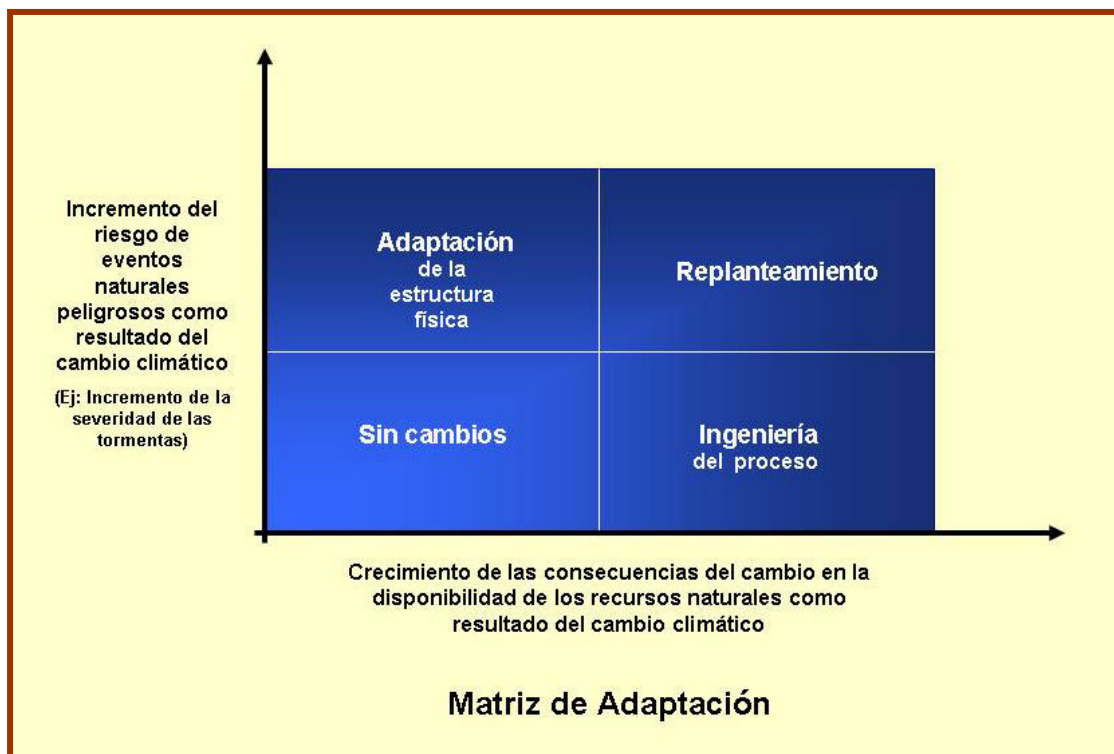 Incremento del
riesgo de
eventos
naturales
peligrosos como
resultado del
cambio climático
(Ej: Incremento de la
severidad de las
tormentas)
Adaptación
de la
estructura
física
Replanteamiento
Sin cambios
Ingeniería
del proceso
Crecimiento de las consecuencias del cambio en la
disponibilidad de los recursos naturales como
resultado del cambio climático
Matriz de Adaptación